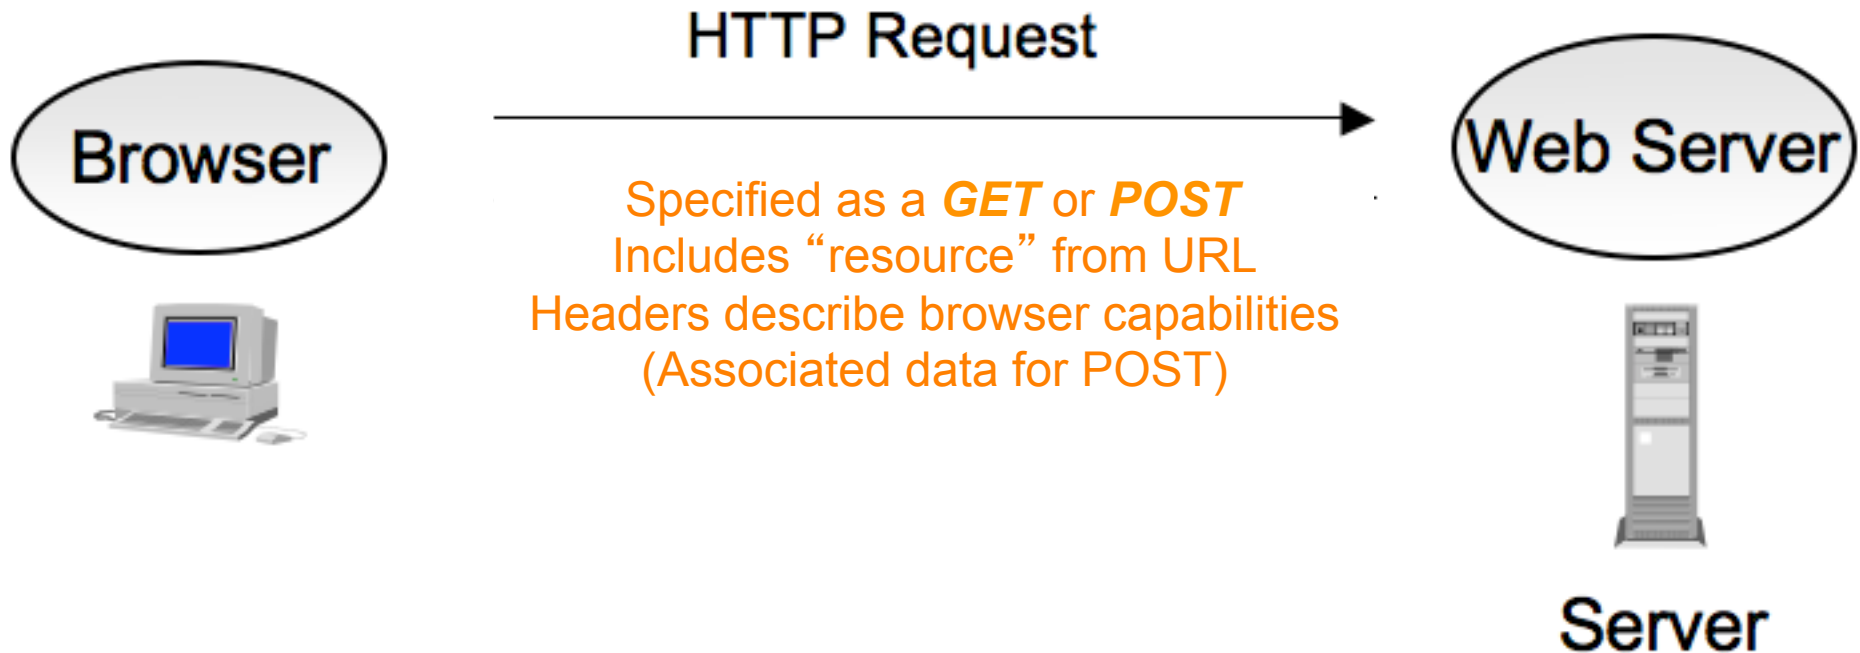 HTTP Request
Browser
Web Server
Specified as a GET or POST
Includes “resource” from URL
Headers describe browser capabilities
(Associated data for POST)
Server